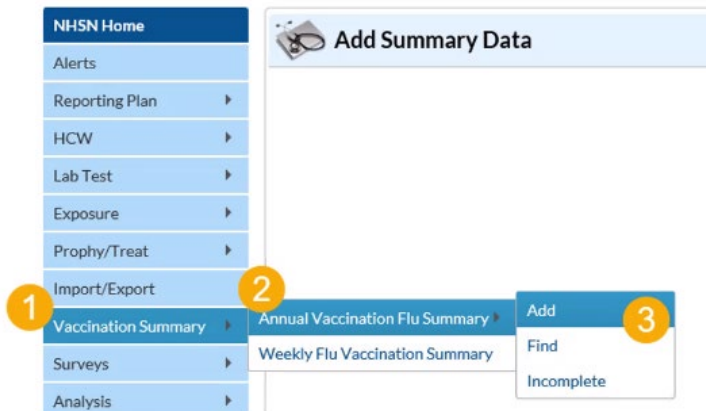 NHSN Home
Add Summary Data
Alerts
Reporting Plan
HCW
Lab Test
Exposure
Prophy/Treat
Import/Export
1
Vaccination Summary
2
Annual Vaccination Flu Summary
Weekly Flu Vaccination Summary
Add
3
Find
Incomplete
Surveys
Analysis